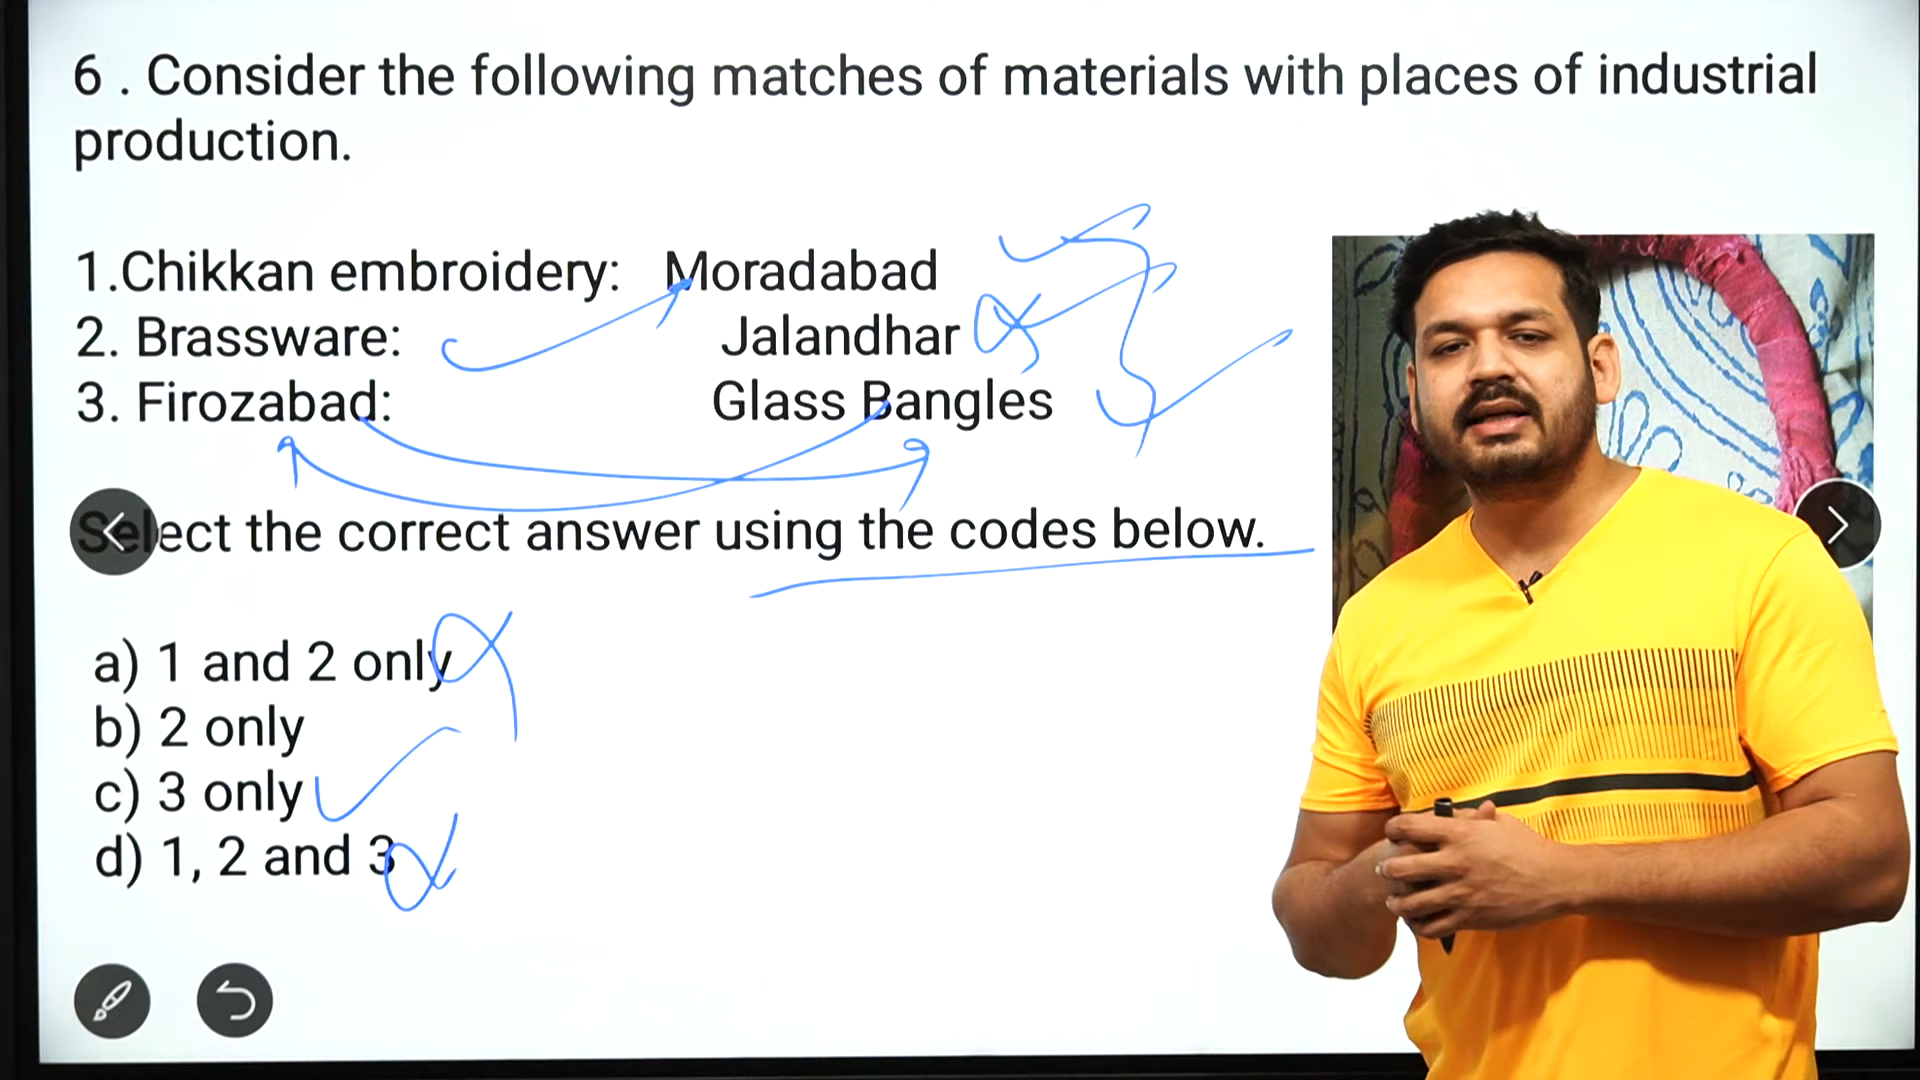 6 . Consider the following matches of materials with places of industrial
production.
1.Chikkan embroidery: Moradabad
2. Brassware: Jalandhar
3. Firozabad: Glass Bangles
Select the correct answer using the codes below.
a) 1 and 2 only
b) 2 only
c) 3 only
d) 1, 2 and 3